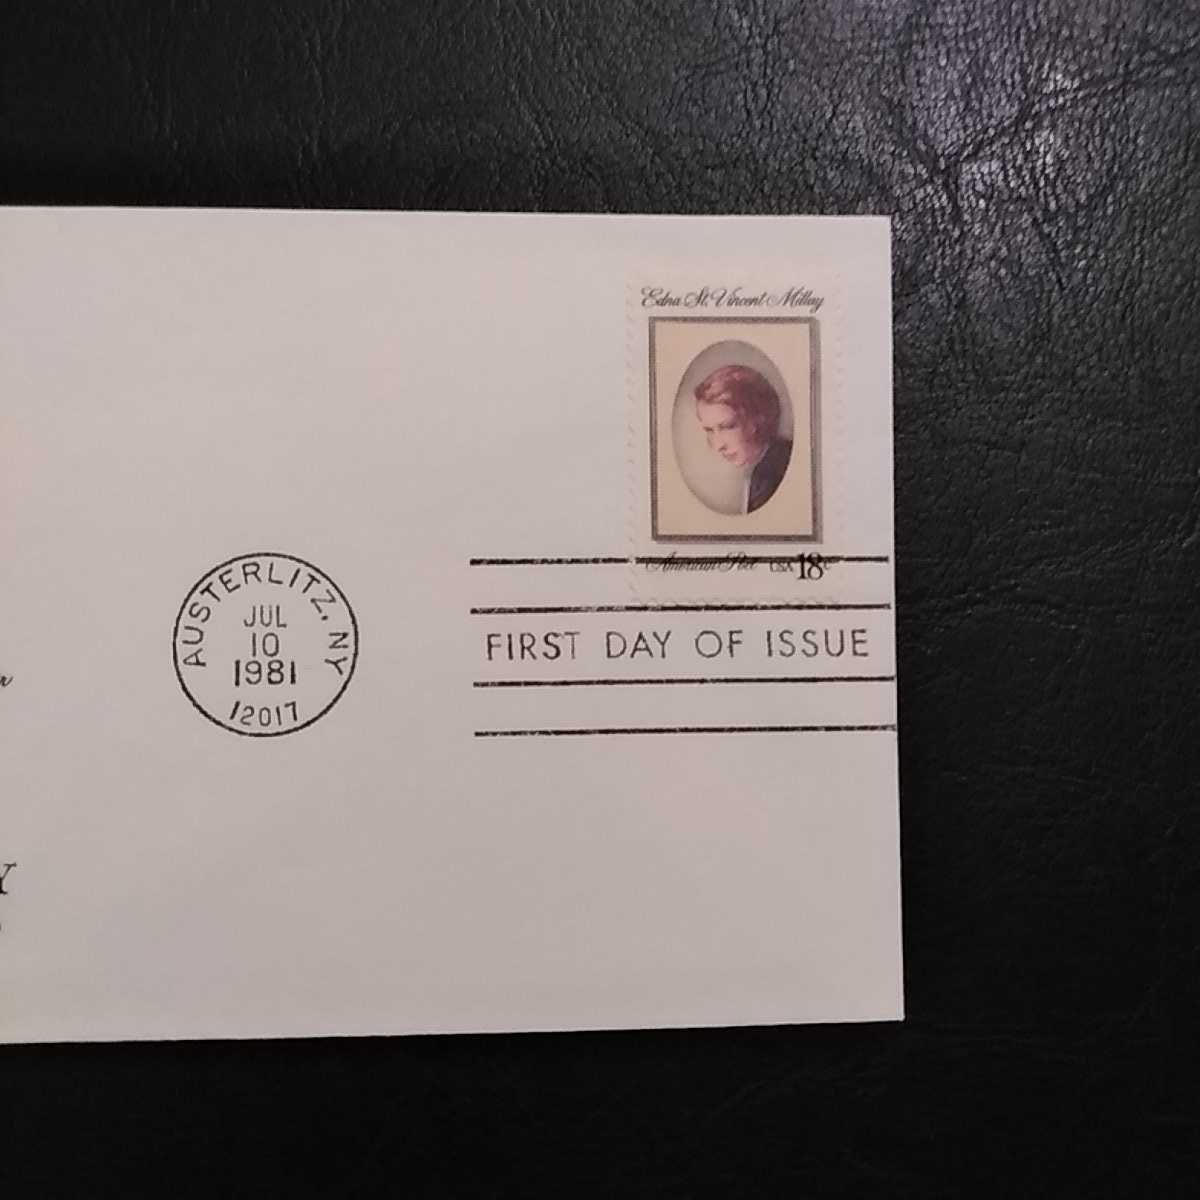 Edna St. Vincent Millay
American Poet USA 18c
AUSTERLITZ, NY
JUL
10
1981
12017
FIRST DAY OF ISSUE
Y